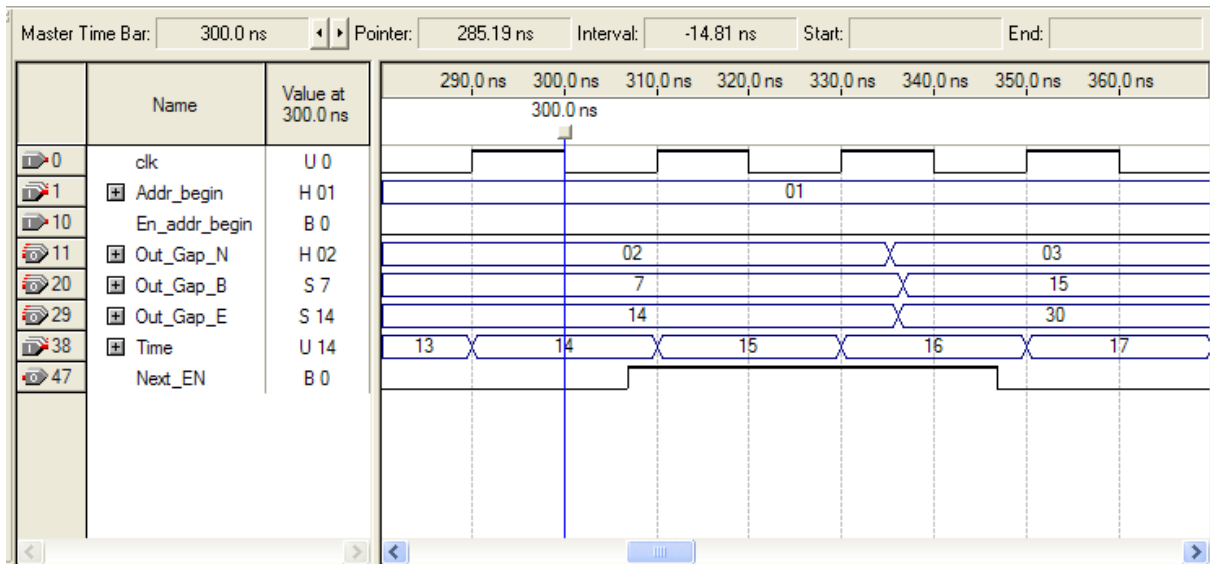 Master Time Bar: 300.0 ns Pointer: 285.19 ns Interval: -14.81 ns Start: End:
Name Value at 300.0 ns 290.0 ns 300.0 ns 310.0 ns 320.0 ns 330.0 ns 340.0 ns 350.0 ns 360.0 ns
300.0 ns
0 clk U 0
1 Addr_begin H 01 01
10 En_addr_begin B 0
11 Out_Gap_N H 02 02 03
20 Out_Gap_B S 7 7 15
29 Out_Gap_E S 14 14 30
38 Time U 14 13 14 15 16 17
47 Next_EN B 0